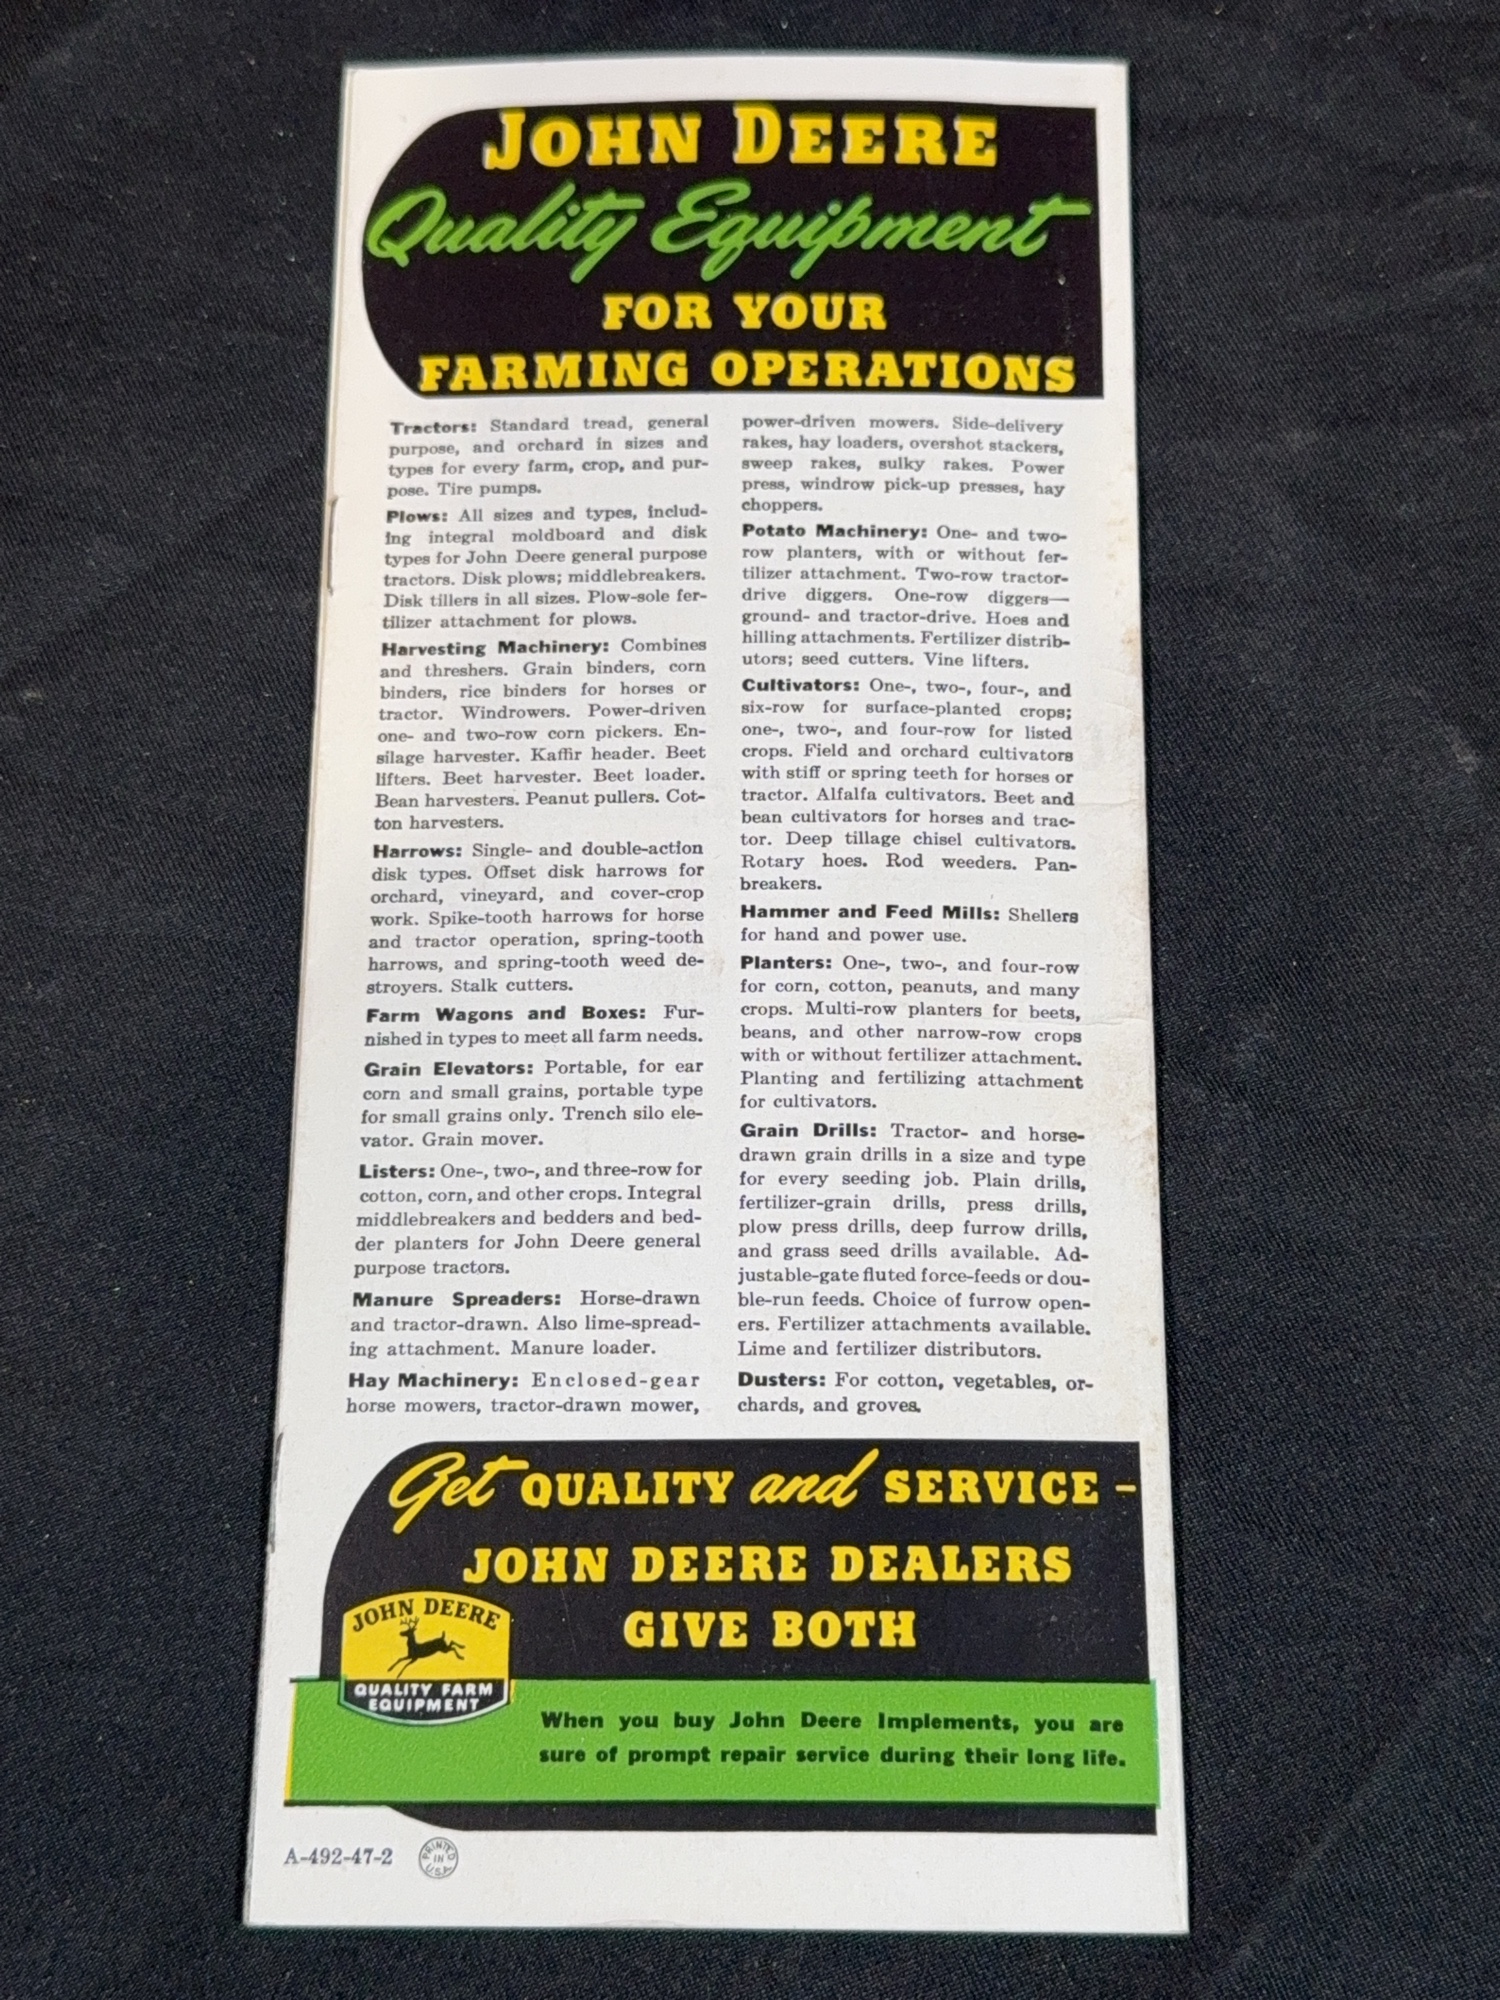 JOHN DEERE
Quality Equipment
FOR YOUR
FARMING OPERATIONS
Tractors: Standard tread, general
purpose, and orchard in sizes and
types for every farm, crop, and pur-
pose. Tire pumps.
Plows: All sizes and types, includ-
ing integral moldboard and disk
types for John Deere general purpose
tractors. Disk plows; middlebreakers.
Disk tillers in all sizes. Plow-sole fer-
tilizer attachment for plows.
Harvesting Machinery: Combines
and threshers. Grain binders, corn
binders, rice binders for horses or
tractor. Windrowers. Power-driven
one- and two-row corn pickers. En-
silage harvester. Kaffir header. Beet
lifters. Beet harvester. Beet loader.
Bean harvesters. Peanut pullers. Cot-
ton harvesters.
Harrows: Single- and double-action
disk types. Offset disk harrows for
orchard, vineyard, and cover-crop
work. Spike-tooth harrows for horse
and tractor operation, spring-tooth
harrows, and spring-tooth weed de-
stroyers. Stalk cutters.
Farm Wagons and Boxes: Fur-
nished in types to meet all farm needs.
Grain Elevators: Portable, for ear
corn and small grains, portable type
for small grains only. Trench silo ele-
vator. Grain mover.
Listers: One-, two-, and three-row for
cotton, corn, and other crops. Integral
middlebreakers and bedders and bed-
der planters for John Deere general
purpose tractors.
Manure Spreaders: Horse-drawn
and tractor-drawn. Also lime-spread-
ing attachment. Manure loader.
Hay Machinery: Enclosed-gear
horse mowers, tractor-drawn mower,
power-driven mowers. Side-delivery
rakes, hay loaders, overshot stackers,
sweep rakes, sulky rakes. Power
press, windrow pick-up presses, hay
choppers.
Potato Machinery: One- and two-
row planters, with or without fer-
tilizer attachment. Two-row tractor-
drive diggers. One-row diggers—
ground- and tractor-drive. Hoes and
hilling attachments. Fertilizer distrib-
utors; seed cutters. Vine lifters.
Cultivators: One-, two-, four-, and
six-row for surface-planted crops;
one-, two-, and four-row for listed
crops. Field and orchard cultivators
with stiff or spring teeth for horses or
tractor. Alfalfa cultivators. Beet and
bean cultivators for horses and trac-
tor. Deep tillage chisel cultivators.
Rotary hoes. Rod weeders. Pan-
breakers.
Hammer and Feed Mills: Shellers
for hand and power use.
Planters: One-, two-, and four-row
for corn, cotton, peanuts, and many
crops. Multi-row planters for beets,
beans, and other narrow-row crops
with or without fertilizer attachment.
Planting and fertilizing attachment
for cultivators.
Grain Drills: Tractor- and horse-
drawn grain drills in a size and type
for every seeding job. Plain drills,
fertilizer-grain drills, press drills,
plow press drills, deep furrow drills,
and grass seed drills available. Ad-
justable-gate fluted force-feeds or dou-
ble-run feeds. Choice of furrow open-
ers. Fertilizer attachments available.
Lime and fertilizer distributors.
Dusters: For cotton, vegetables, or-
chards, and groves.
Get QUALITY and SERVICE –
JOHN DEERE DEALERS
GIVE BOTH
JOHN DEERE
QUALITY FARM
EQUIPMENT
When you buy John Deere Implements, you are
sure of prompt repair service during their long life.
A-492-47-2
PRINTED
IN
U.S.A.